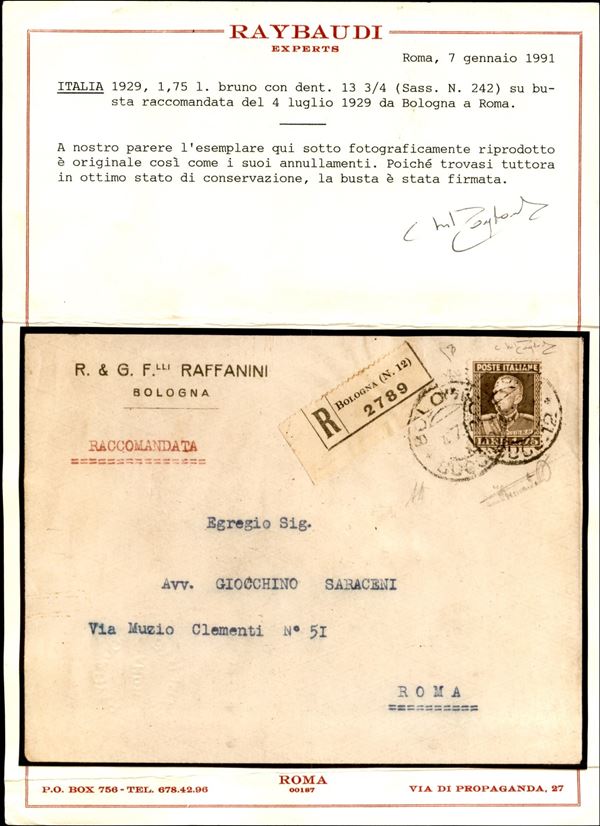 RAYBAUDI
EXPERTS
Roma, 7 gennaio 1991
ITALIA 1929, 1,75 l. bruno con dent. 13 3/4 (Sass. N. 242) su bu-
sta raccomandata del 4 luglio 1929 da Bologna a Roma.
A nostro parere l'esemplare qui sotto fotograficamente riprodotto
è originale così come i suoi annullamenti. Poiché trovasi tuttora
in ottimo stato di conservazione, la busta è stata firmata.
R. & G. F.LLI RAFFANINI
BOLOGNA
RACCOMANDATA
R
BOLOGNA (N. 12)
2789
POSTE ITALIANE
Egregio Sig.
Avv. GIOCCHINO SARACENI
Via Muzio Clementi N° 51
ROMA
ROMA
00187
P.O. BOX 756 - TEL. 678.42.96
VIA DI PROPAGANDA, 27